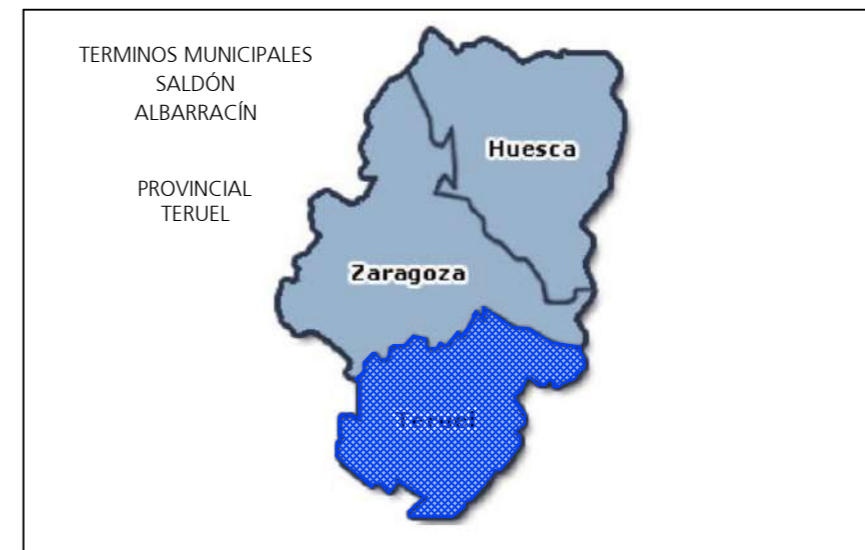 TERMINOS MUNICIPALES
SALDÓN
ALBARRACÍN
PROVINCIAL
TERUEL
Huesca
Zaragoza
Teruel